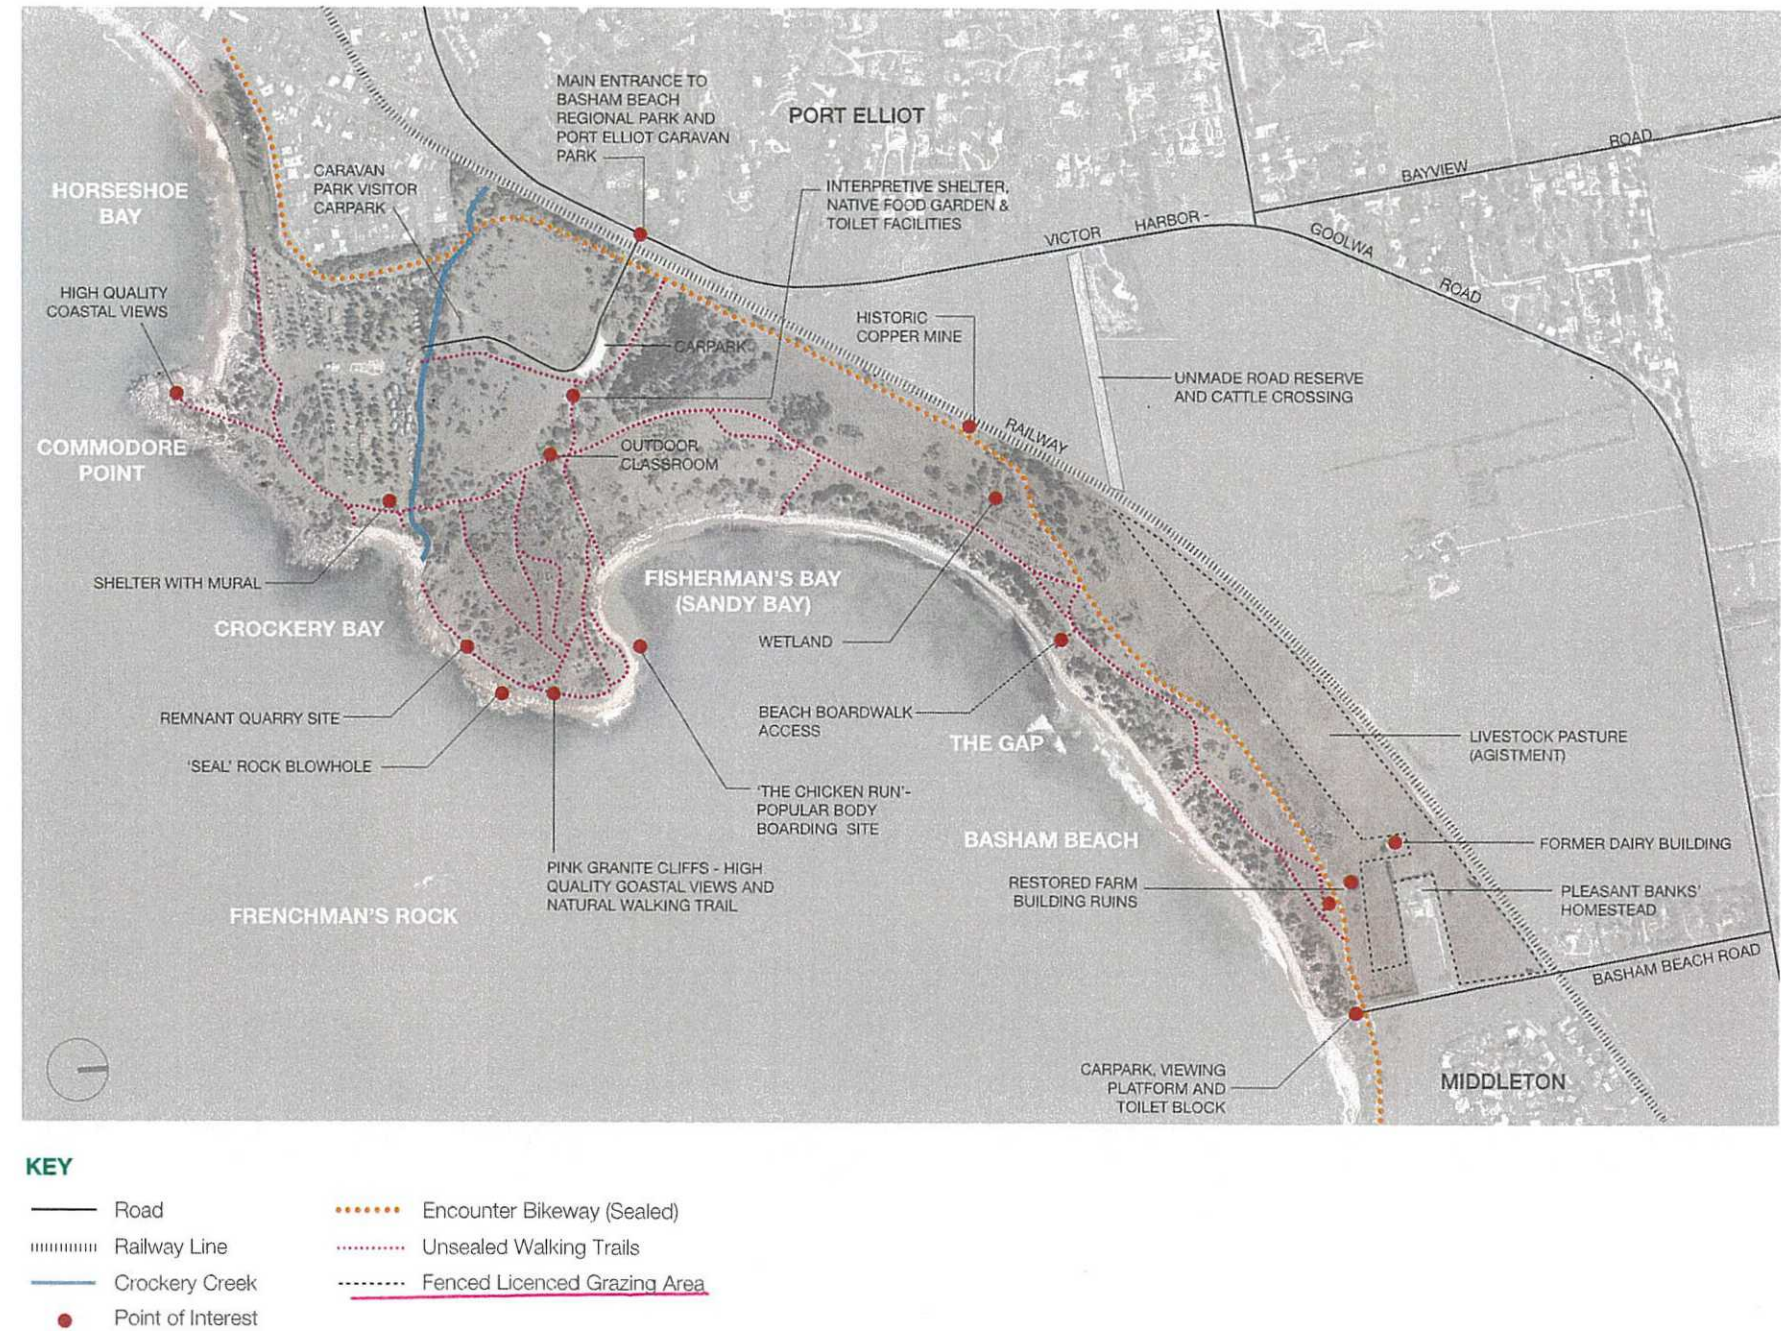 MAIN ENTRANCE TO
BASHAM BEACH
REGIONAL PARK AND
PORT ELLIOT CARAVAN
PARK
PORT ELLIOT
ROAD
BAYVIEW
CARAVAN
PARK VISITOR
CARPARK
HORSESHOE
BAY
INTERPRETIVE SHELTER,
NATIVE FOOD GARDEN &
TOILET FACILITIES
VICTOR HARBOR -
GOOLWA
ROAD
HIGH QUALITY
COASTAL VIEWS
HISTORIC
COPPER MINE
CARPARK
UNMADE ROAD RESERVE
AND CATTLE CROSSING
RAILWAY
COMMODORE
POINT
OUTDOOR
CLASSROOM
SHELTER WITH MURAL
FISHERMAN'S BAY
(SANDY BAY)
CROCKERY BAY
WETLAND
REMNANT QUARRY SITE
BEACH BOARDWALK
ACCESS
THE GAP
LIVESTOCK PASTURE
(AGISTMENT)
'SEAL' ROCK BLOWHOLE
'THE CHICKEN RUN'-
POPULAR BODY
BOARDING SITE
BASHAM BEACH
FORMER DAIRY BUILDING
PINK GRANITE CLIFFS - HIGH
QUALITY GOASTAL VIEWS AND
NATURAL WALKING TRAIL
RESTORED FARM
BUILDING RUINS
PLEASANT BANKS'
HOMESTEAD
FRENCHMAN'S ROCK
BASHAM BEACH ROAD
CARPARK, VIEWING
PLATFORM AND
TOILET BLOCK
MIDDLETON
KEY
Road
Railway Line
Crockery Creek
Point of Interest
Encounter Bikeway (Sealed)
Unsealed Walking Trails
Fenced Licenced Grazing Area